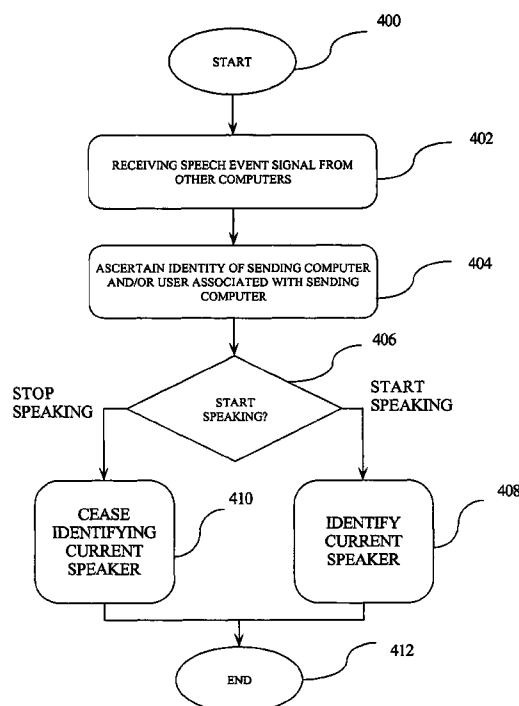 400
START
402
RECEIVING SPEECH EVENT SIGNAL FROM
OTHER COMPUTERS
ASCERTAIN IDENTITY OF SENDING COMPUTER
AND/OR USER ASSOCIATED WITH SENDING
COMPUTER
404
406
STOP
SPEAKING
START
SPEAKING?
START
SPEAKING
CEASE
IDENTIFYING
CURRENT
SPEAKER
410
IDENTIFY
CURRENT
SPEAKER
408
END
412